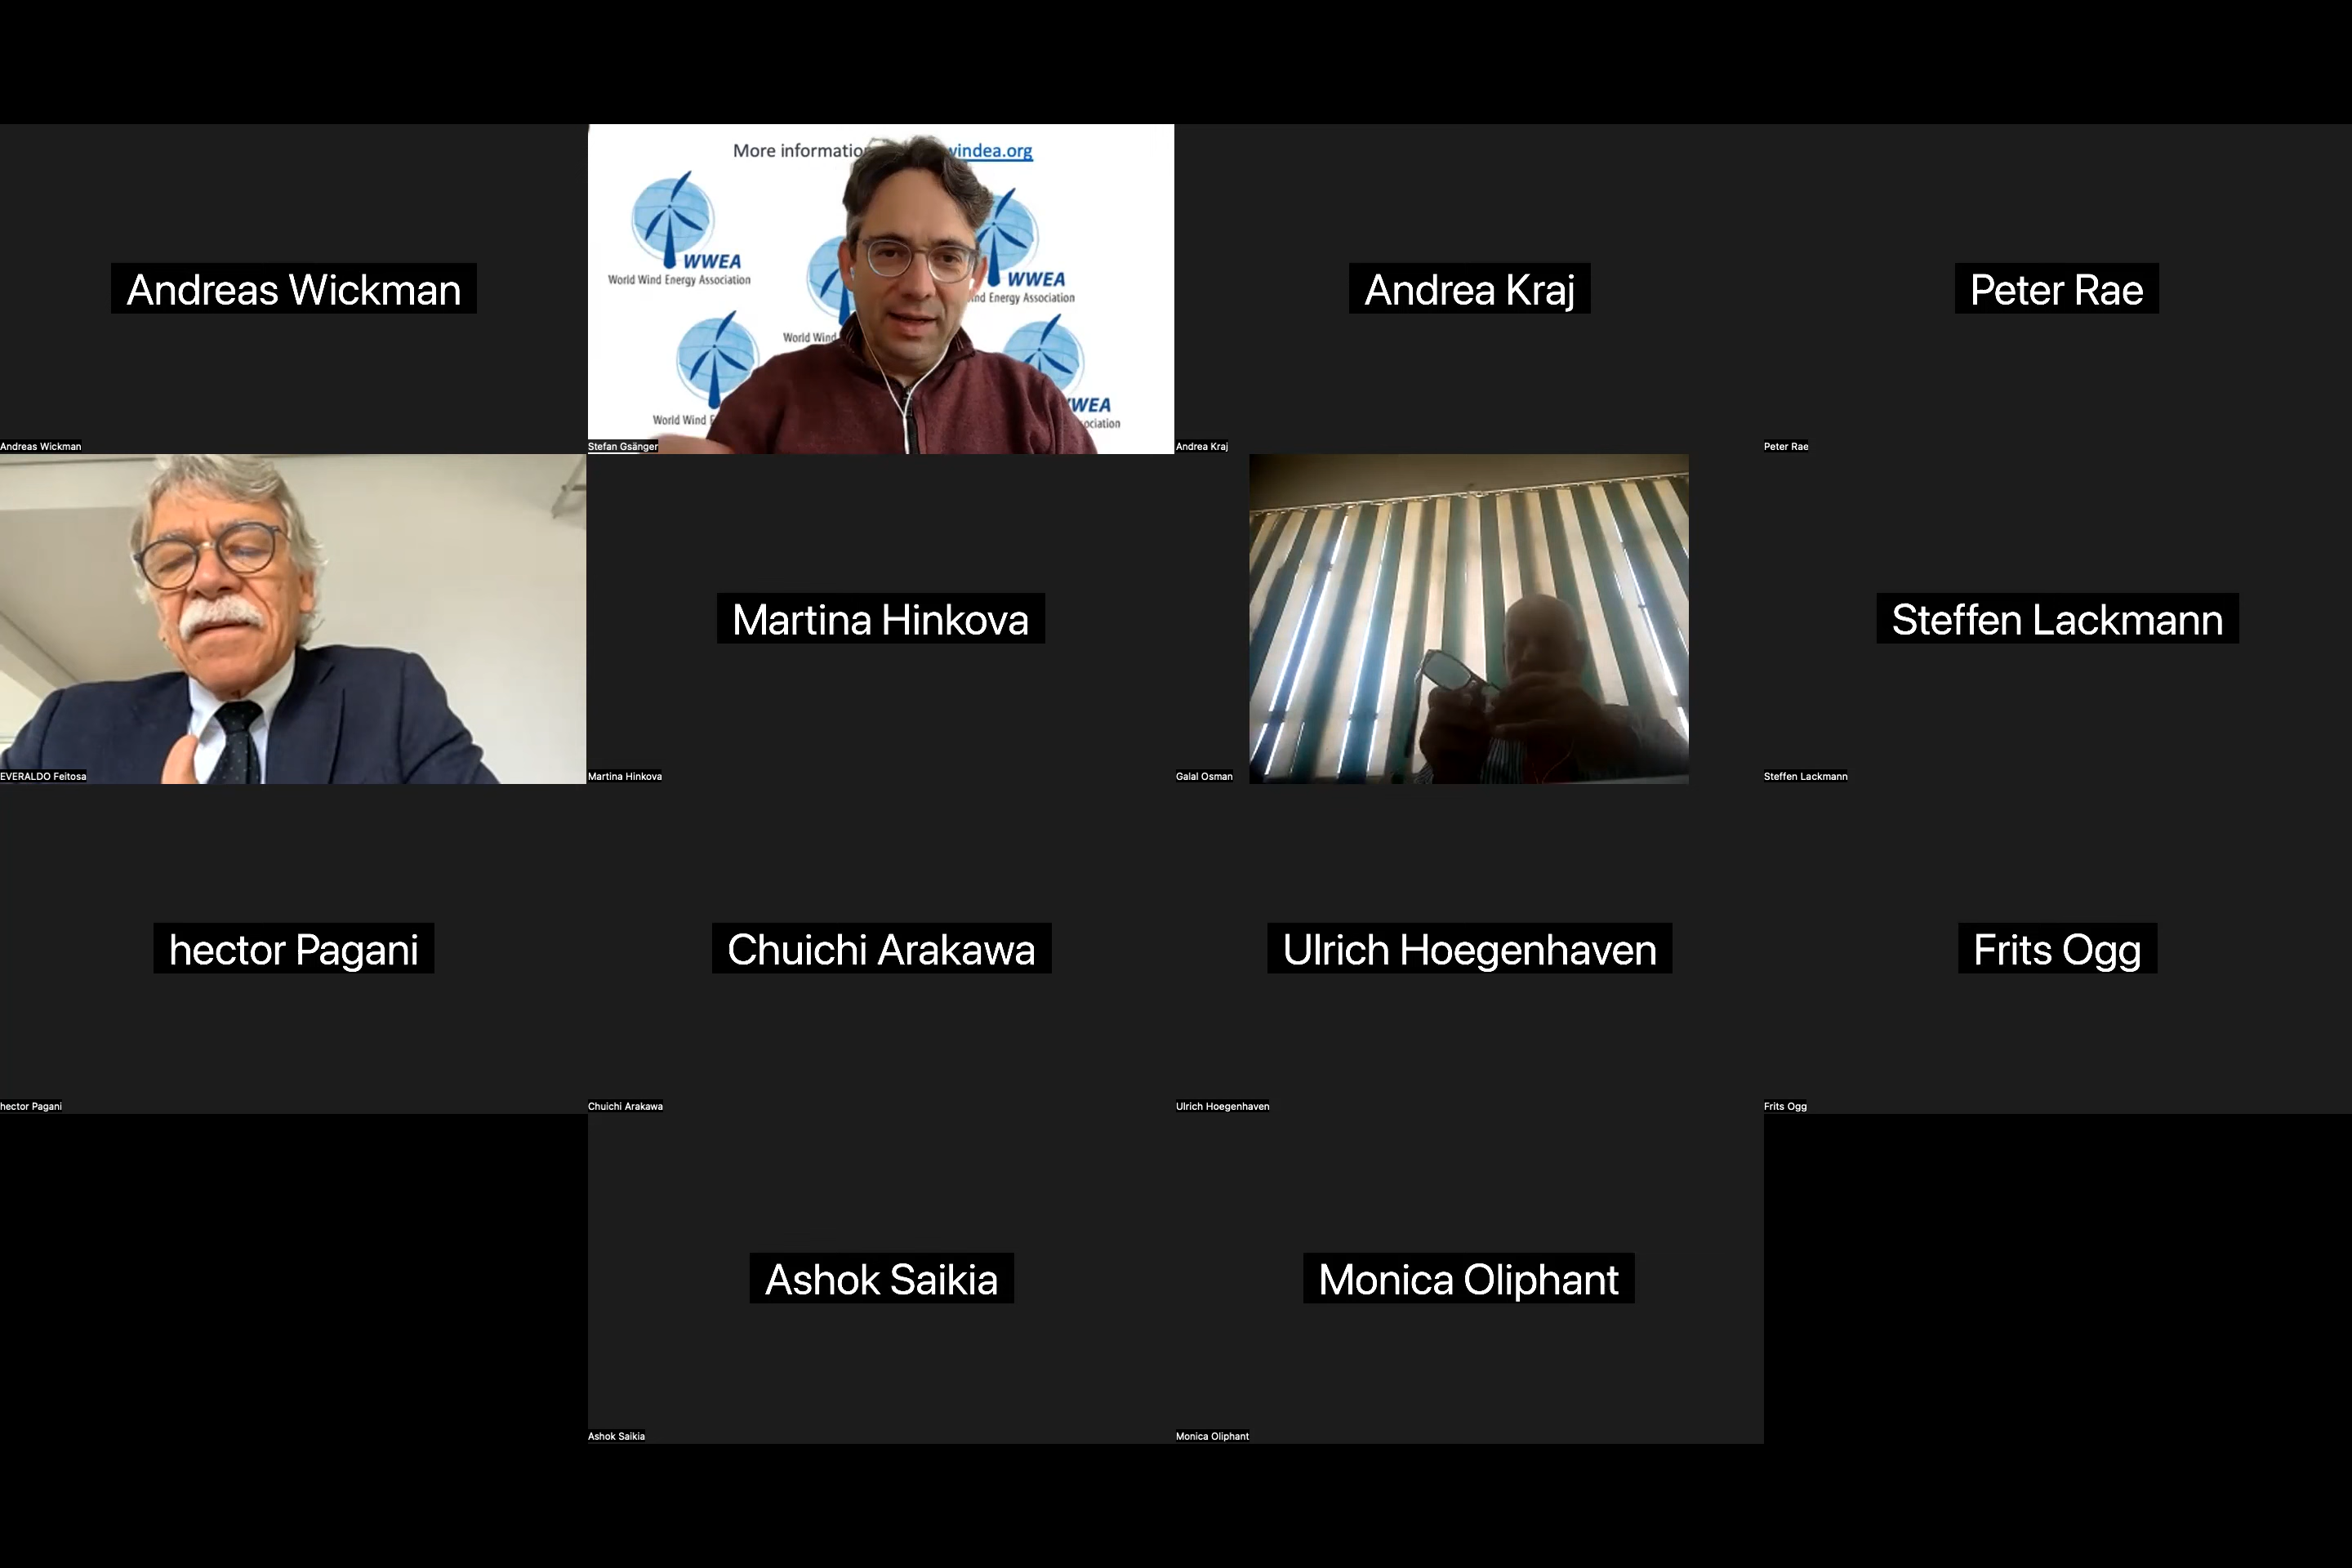 Andreas Wickman
Andreas Wickman
More informatio windea.org
WWEA
World Wind Energy Association
WWEA
nd Energy Association
World Wind
World Wind
WEA
ociation
Stefan Gsänger
Andrea Kraj
Andrea Kraj
Peter Rae
Peter Rae
EVERALDO Feitosa
Martina Hinkova
Martina Hinkova
Galal Osman
Steffen Lackmann
Steffen Lackmann
hector Pagani
hector Pagani
Chuichi Arakawa
Chuichi Arakawa
Ulrich Hoegenhaven
Ulrich Hoegenhaven
Frits Ogg
Frits Ogg
Ashok Saikia
Ashok Saikia
Monica Oliphant
Monica Oliphant